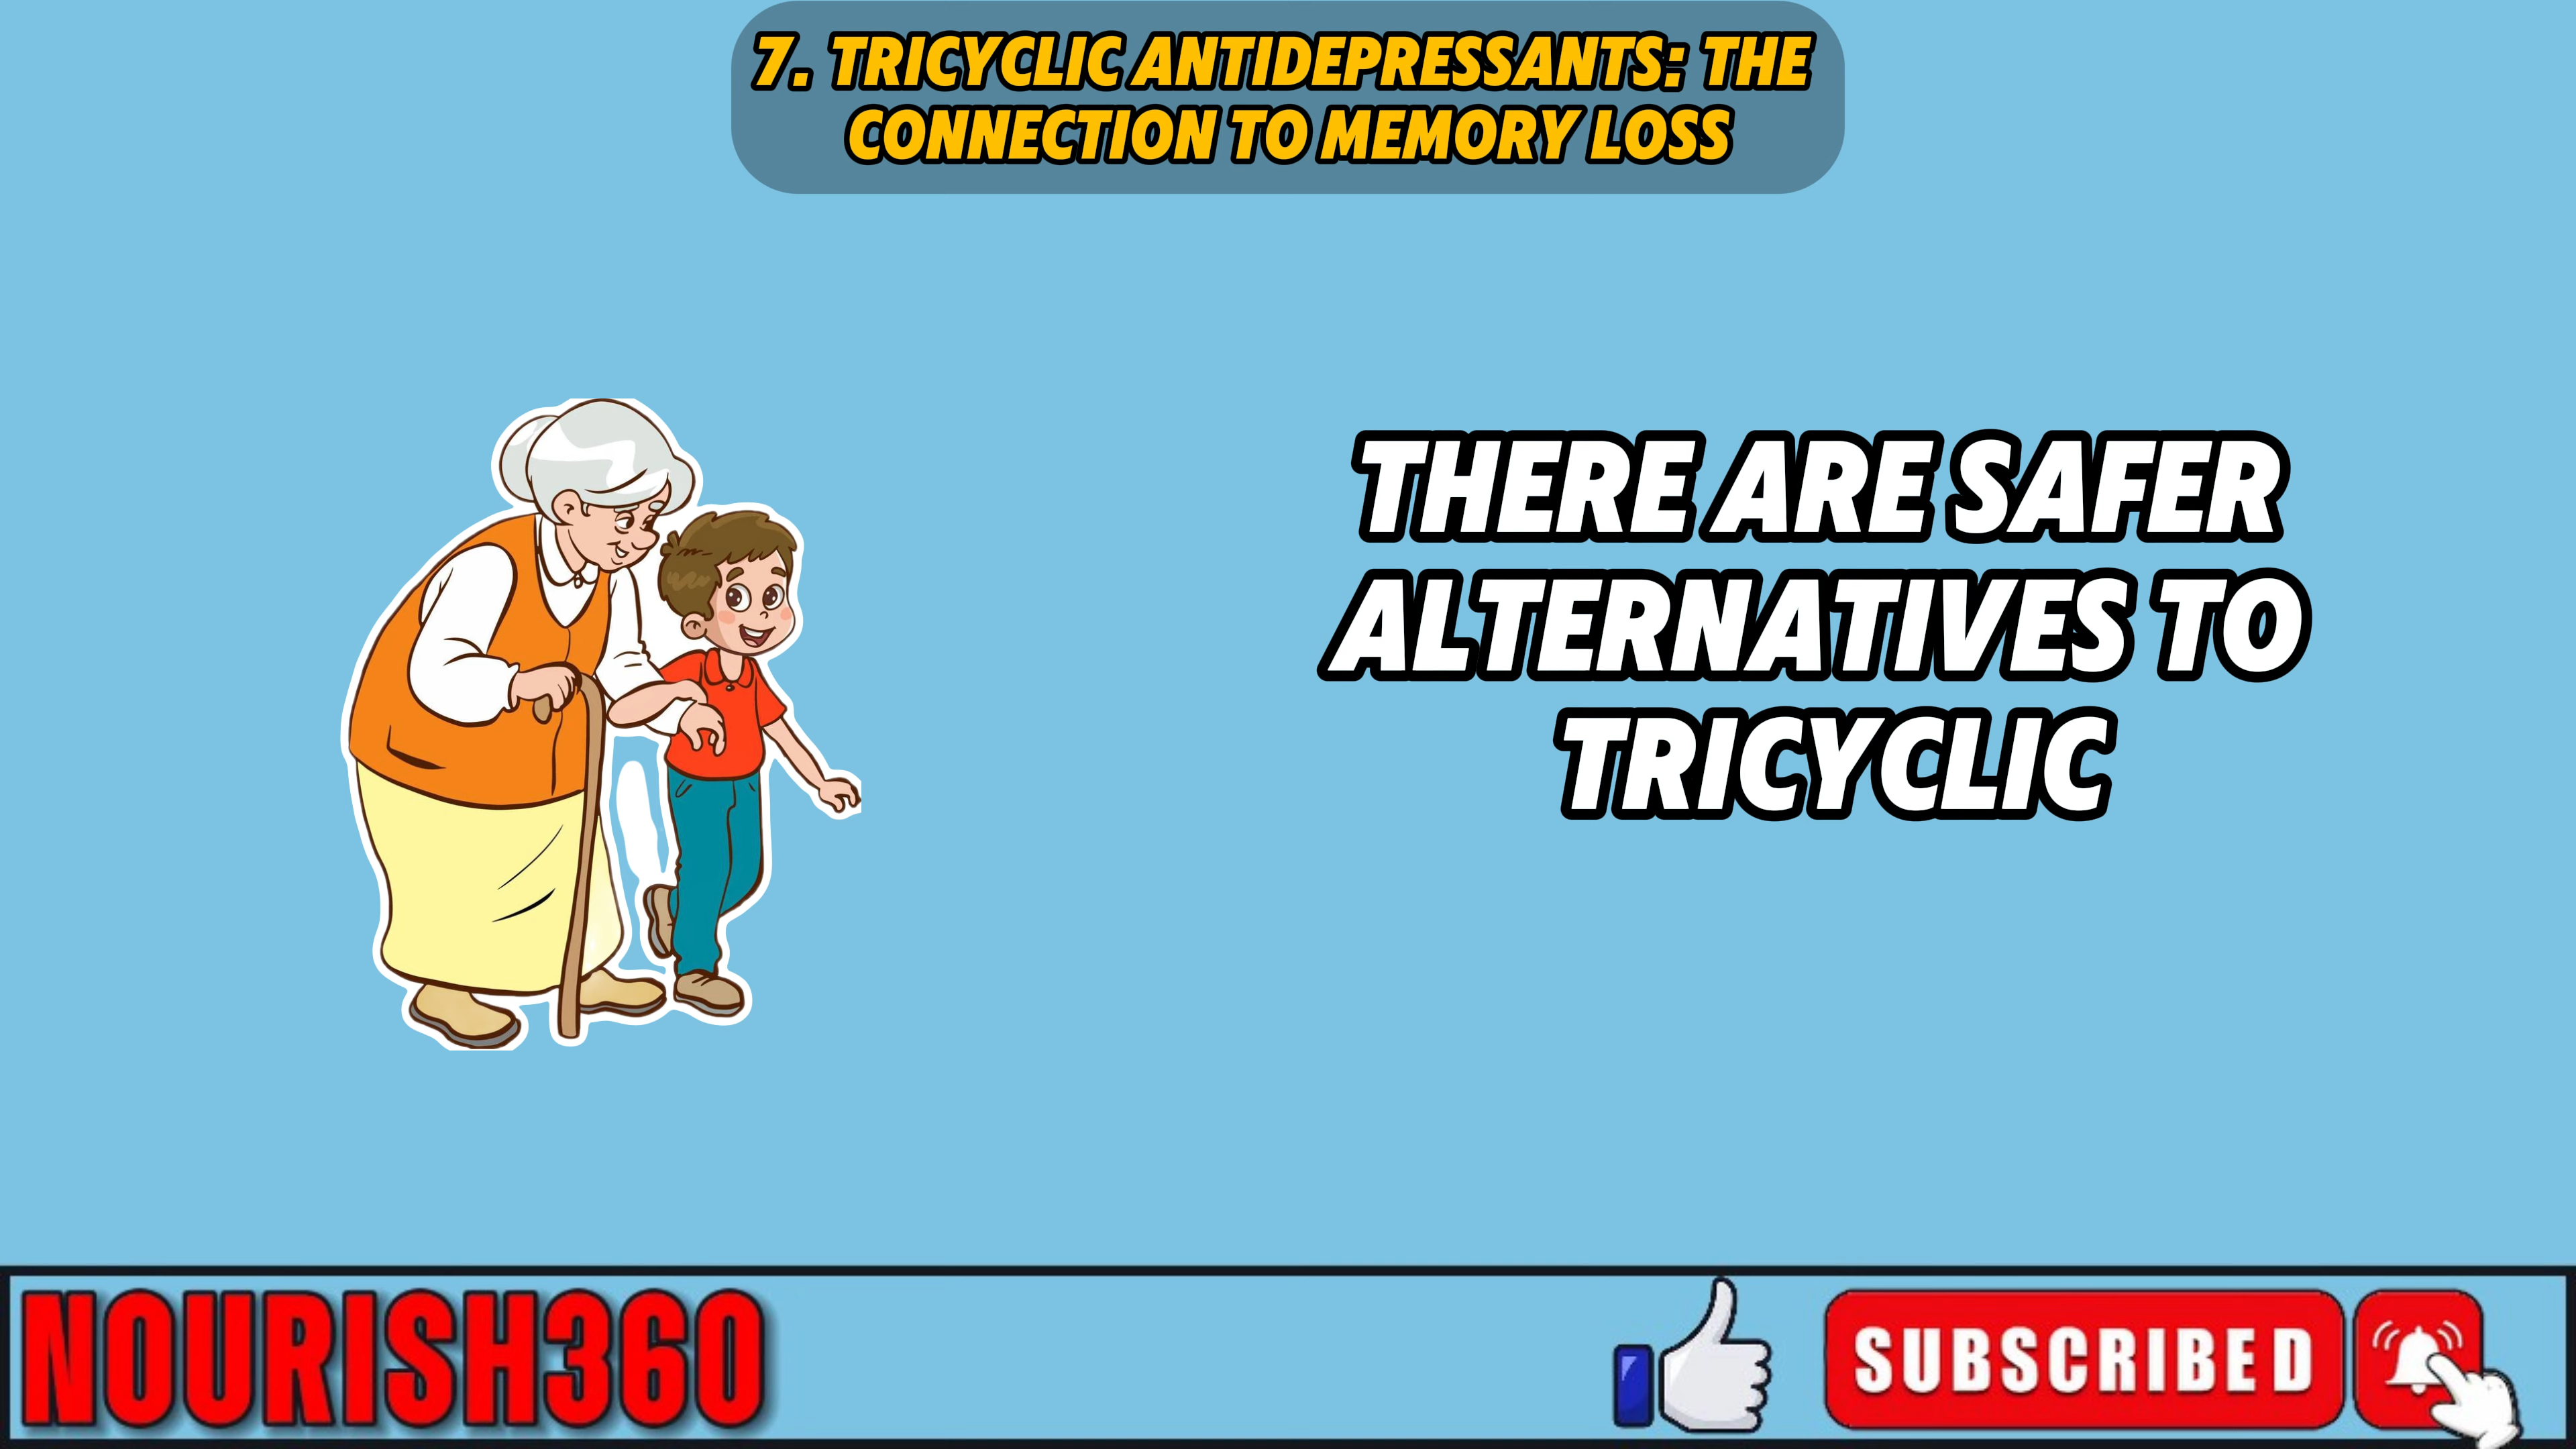 7. TRICYCLIC ANTIDEPRESSANTS: THE
CONNECTION TO MEMORY LOSS
THERE ARE SAFER
ALTERNATIVES TO
TRICYCLIC
NOURISH360
SUBSCRIBED